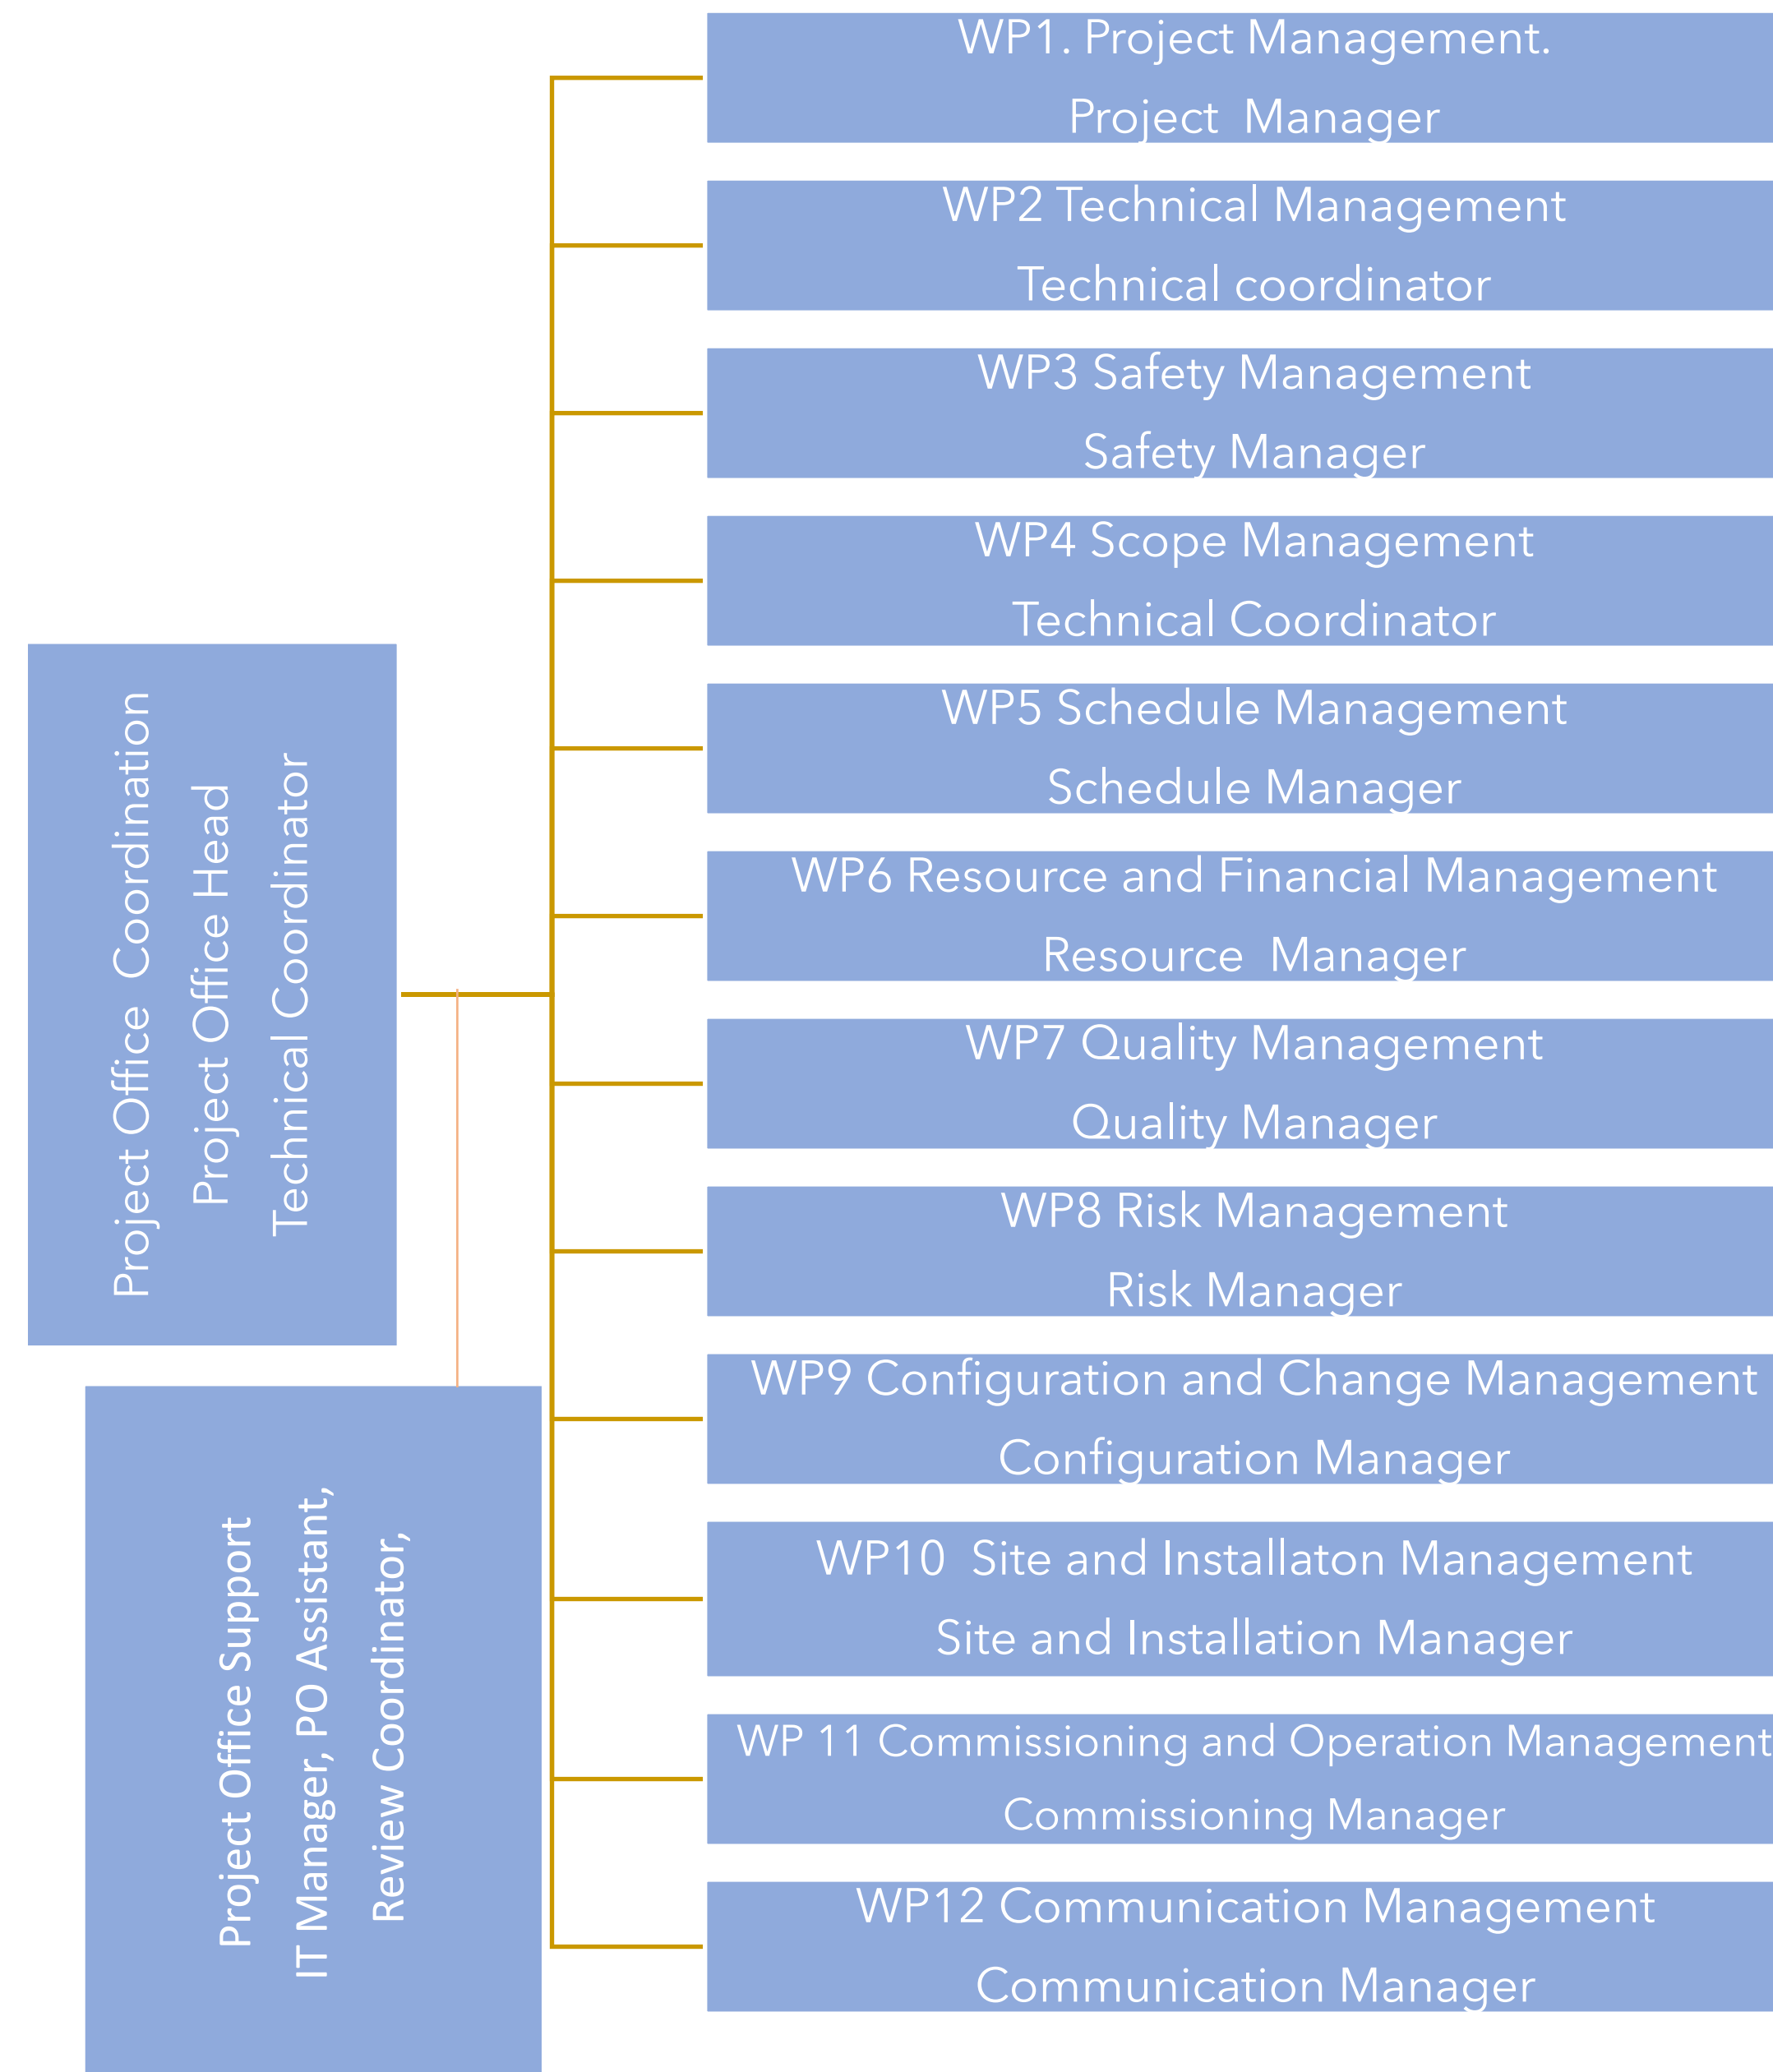 Project Office Coordination
Project Office Head
Technical Coordinator
Project Office Support
IT Manager, PO Assistant,
Review Coordinator,
WP1. Project Management.
Project Manager
WP2 Technical Management
Technical coordinator
WP3 Safety Management
Safety Manager
WP4 Scope Management
Technical Coordinator
WP5 Schedule Management
Schedule Manager
WP6 Resource and Financial Management
Resource Manager
WP7 Quality Management
Quality Manager
WP8 Risk Management
Risk Manager
WP9 Configuration and Change Management
Configuration Manager
WP10 Site and Installaton Management
Site and Installation Manager
WP 11 Commissioning and Operation Management
Commissioning Manager
WP12 Communication Management
Communication Manager